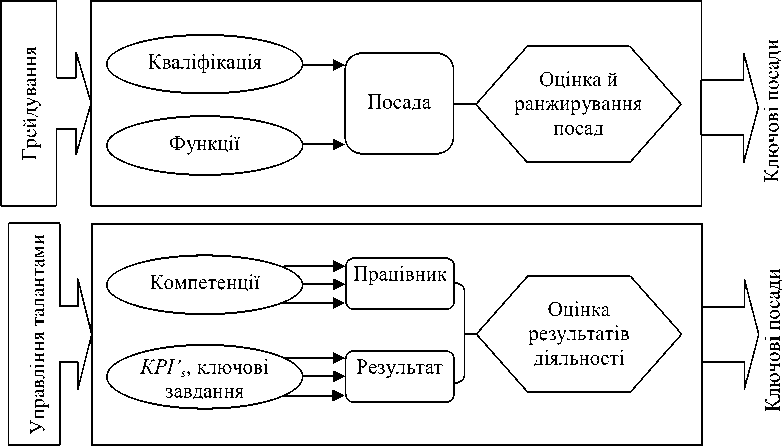 Грейдування
Кваліфікація
Функції
Посада
Оцінка й
ранжирування
посад
Ключові посади
Управління талантами
Компетенції
KPI’s, ключові
завдання
Працівник
Результат
Оцінка
результатів
діяльності
Ключові посади